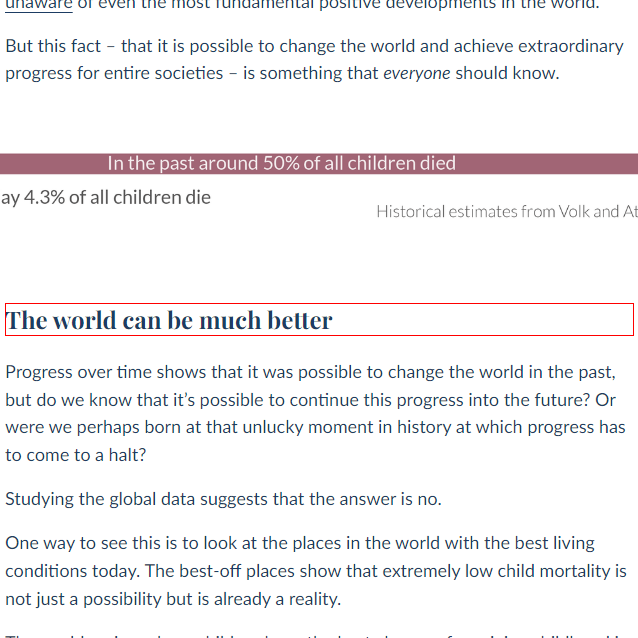 unaware of even the most fundamental positive developments in the world.
But this fact – that it is possible to change the world and achieve extraordinary
progress for entire societies – is something that everyone should know.
In the past around 50% of all children died
ay 4.3% of all children die
Historical estimates from Volk and At
The world can be much better
Progress over time shows that it was possible to change the world in the past,
but do we know that it’s possible to continue this progress into the future? Or
were we perhaps born at that unlucky moment in history at which progress has
to come to a halt?
Studying the global data suggests that the answer is no.
One way to see this is to look at the places in the world with the best living
conditions today. The best-off places show that extremely low child mortality is
not just a possibility but is already a reality.